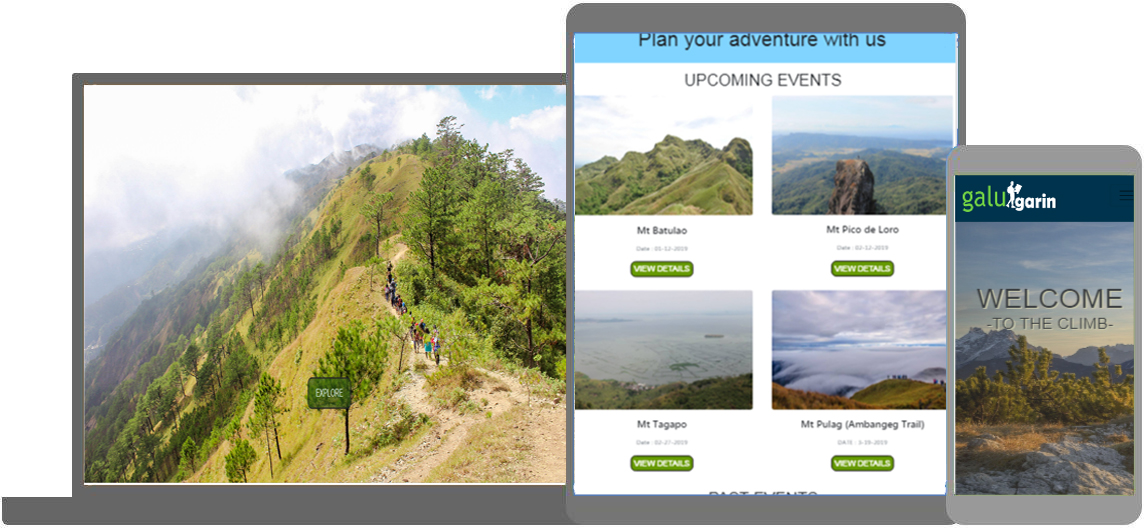 EXPLORE
Plan your adventure with us
UPCOMING EVENTS
Mt Batulao
Date : 01-12-2019
VIEW DETAILS
Mt Pico de Loro
Date : 02-12-2019
VIEW DETAILS
Mt Tagapo
Date : 02-27-2019
VIEW DETAILS
Mt Pulag (Ambangeg Trail)
DATE : 3-19-2019
VIEW DETAILS
PAST EVENTS
galugarin
WELCOME
-TO THE CLIMB-